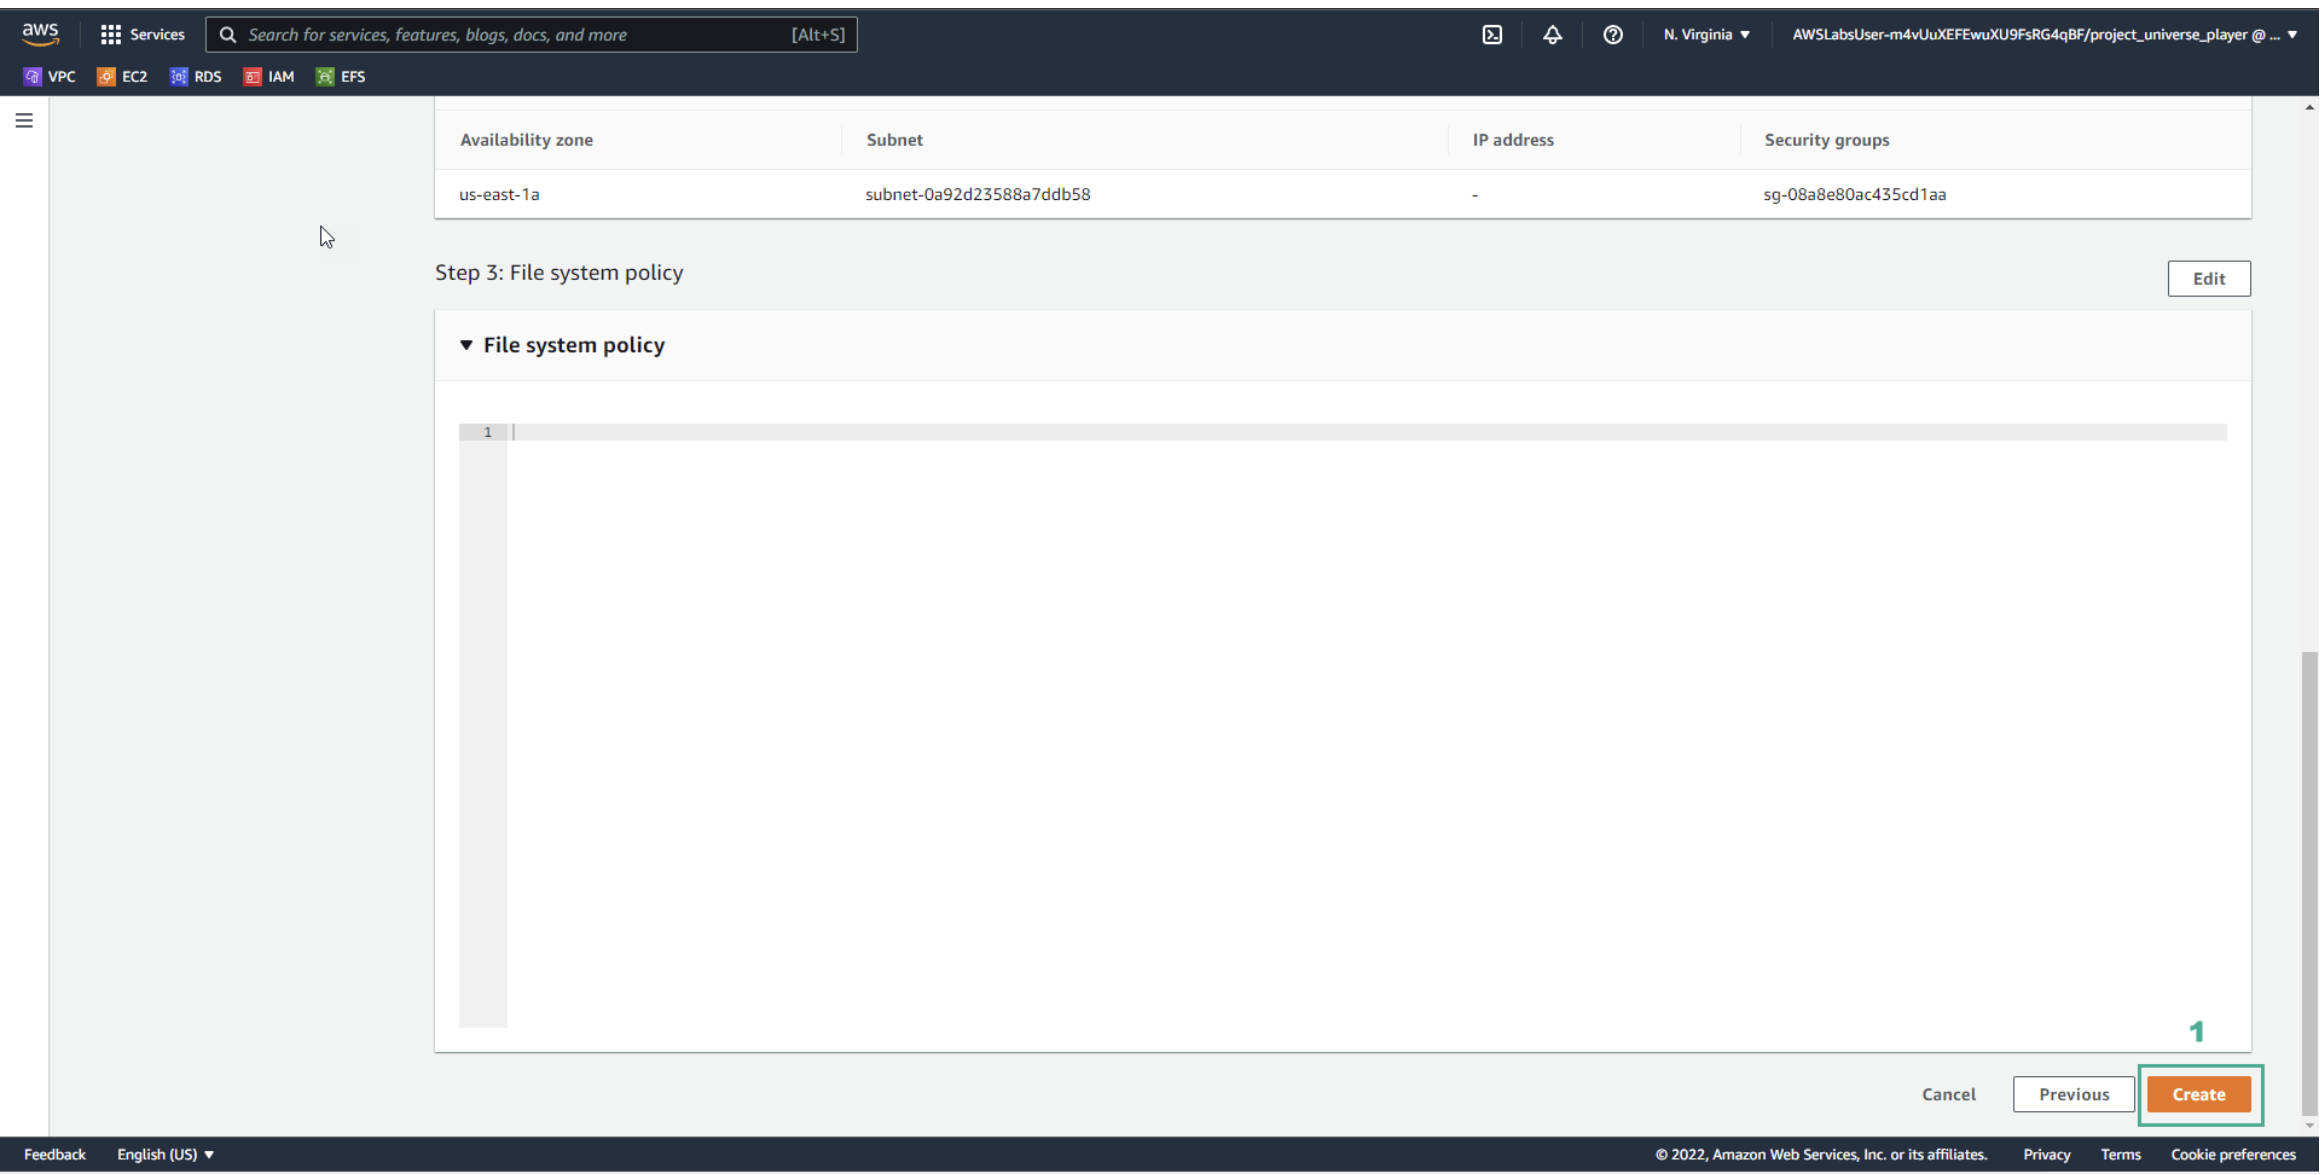 aws Services Search for services, features, blogs, docs, and more [Alt+S] N. Virginia ▼ AWSLabsUser-m4vUuXEFEwuXU9FsRG4qBF/project_universe_player @ ... ▼
VPC EC2 RDS IAM EFS
Availability zone Subnet IP address Security groups
us-east-1a subnet-0a92d23588a7ddb58 - sg-08a8e80ac435cd1aa
Step 3: File system policy Edit
▼ File system policy
1
1
Cancel Previous Create
Feedback English (US) ▼ © 2022, Amazon Web Services, Inc. or its affiliates. Privacy Terms Cookie preferences